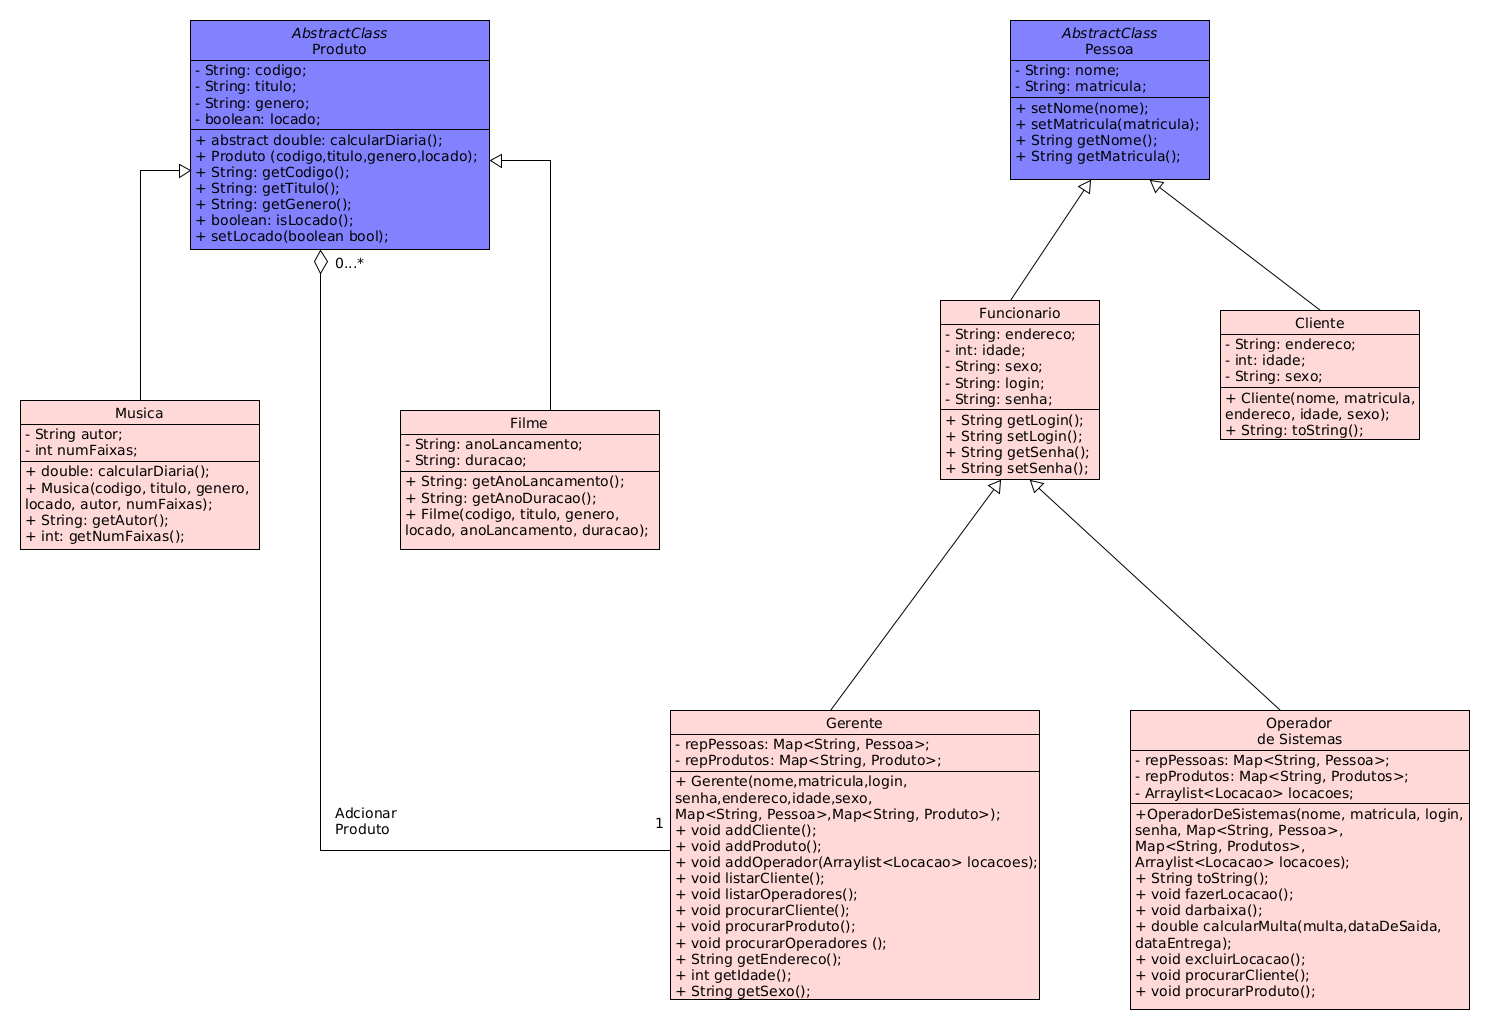 AbstractClass
Produto
- String: codigo;
- String: titulo;
- String: genero;
- boolean: locado;
+ abstract double: calcularDiaria();
+ Produto (codigo,titulo,genero,locado);
+ String: getCodigo();
+ String: getTitulo();
+ String: getGenero();
+ boolean: isLocado();
+ setLocado(boolean bool);
0...*
AbstractClass
Pessoa
- String: nome;
- String: matricula;
+ setNome(nome);
+ setMatricula(matricula);
+ String getNome();
+ String getMatricula();
Funcionario
- String: endereco;
- int: idade;
- String: sexo;
- String: login;
- String: senha;
+ String getLogin();
+ String setLogin();
+ String getSenha();
+ String setSenha();
Cliente
- String: endereco;
- int: idade;
- String: sexo;
+ Cliente(nome, matricula,
endereco, idade, sexo);
+ String: toString();
Musica
- String autor;
- int numFaixas;
+ double: calcularDiaria();
+ Musica(codigo, titulo, genero,
locado, autor, numFaixas);
+ String: getAutor();
+ int: getNumFaixas();
Filme
- String: anoLancamento;
- String: duracao;
+ String: getAnoLancamento();
+ String: getAnoDuracao();
+ Filme(codigo, titulo, genero,
locado, anoLancamento, duracao);
Adcionar
Produto
1
Gerente
- repPessoas: Map<String, Pessoa>;
- repProdutos: Map<String, Produto>;
+ Gerente(nome,matricula,login,
senha,endereco,idade,sexo,
Map<String, Pessoa>,Map<String, Produto>);
+ void addCliente();
+ void addProduto();
+ void addOperador(Arraylist<Locacao> locacoes);
+ void listarCliente();
+ void listarOperadores();
+ void procurarCliente();
+ void procurarProduto();
+ void procurarOperadores ();
+ String getEndereco();
+ int getIdade();
+ String getSexo();
Operador
de Sistemas
- repPessoas: Map<String, Pessoa>;
- repProdutos: Map<String, Produtos>;
- Arraylist<Locacao> locacoes;
+OperadorDeSistemas(nome, matricula, login,
senha, Map<String, Pessoa>,
Map<String, Produtos>,
Arraylist<Locacao> locacoes);
+ String toString();
+ void fazerLocacao();
+ void darbaixa();
+ double calcularMulta(multa,dataDeSaida,
dataEntrega);
+ void excluirLocacao();
+ void procurarCliente();
+ void procurarProduto();